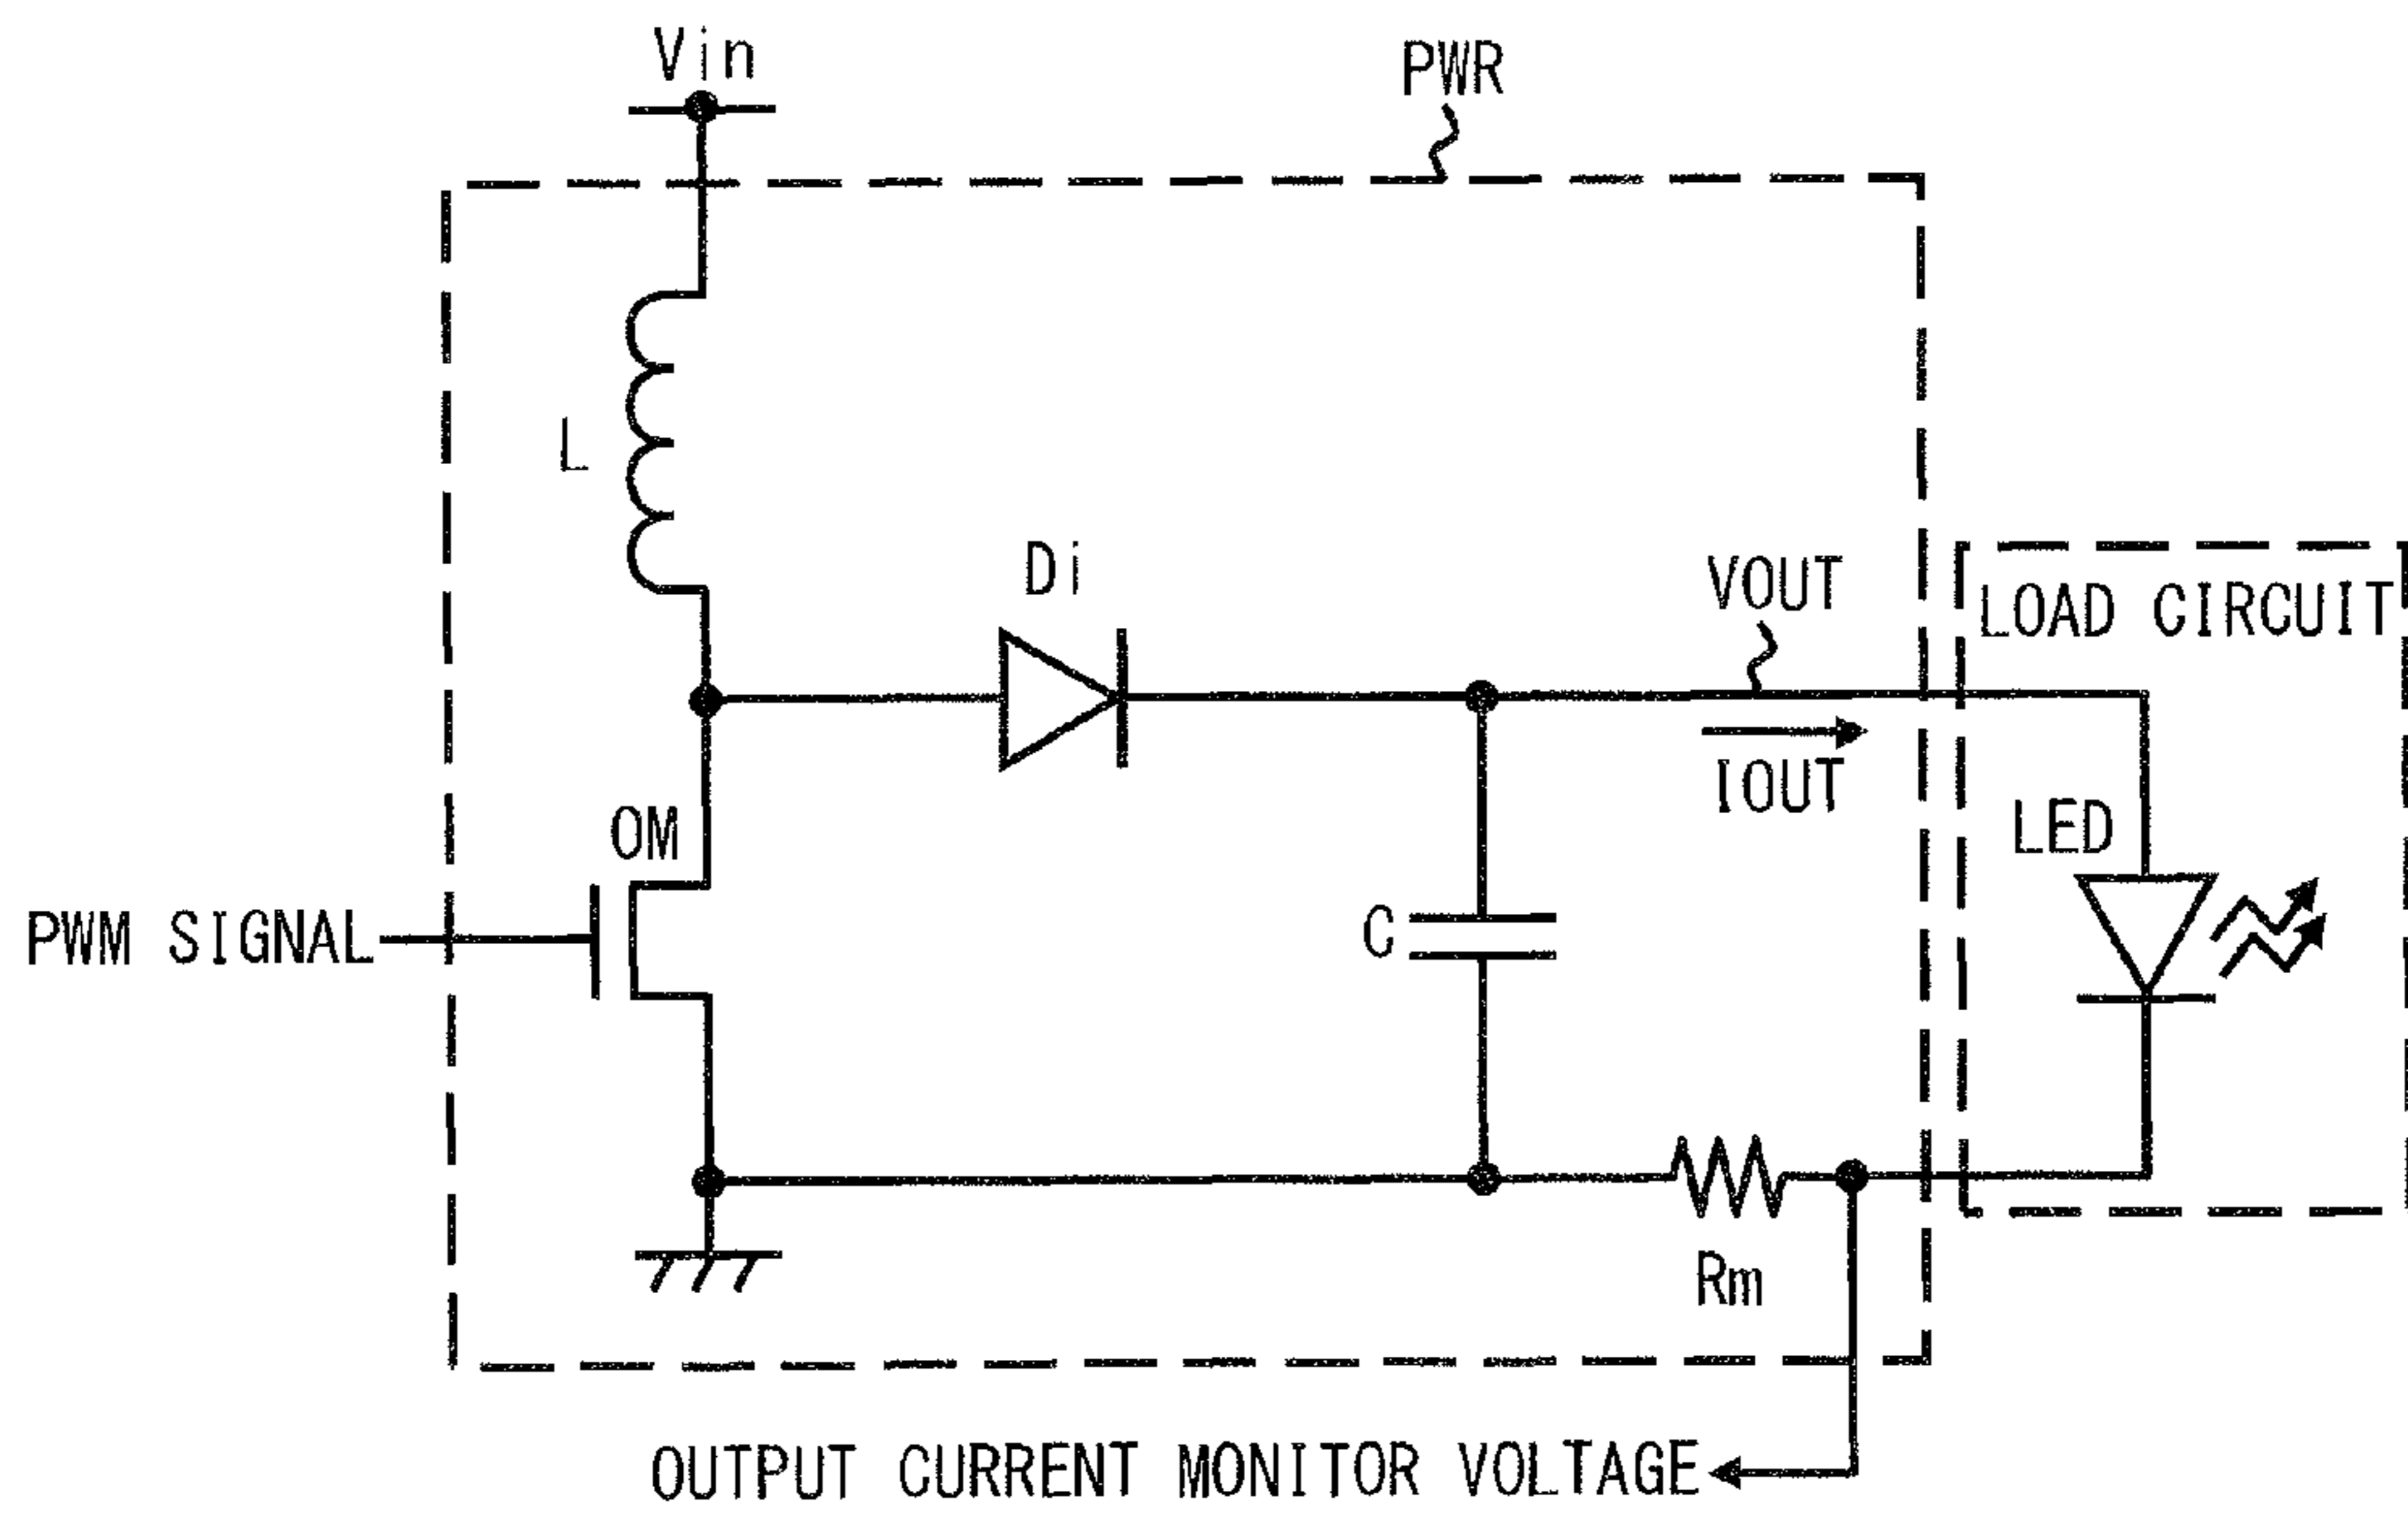 Vin
PWR
L
Di
VOUT
LOAD CIRCUIT
IOUT
OM
LED
PWM SIGNAL
C
Rm
OUTPUT CURRENT MONITOR VOLTAGE